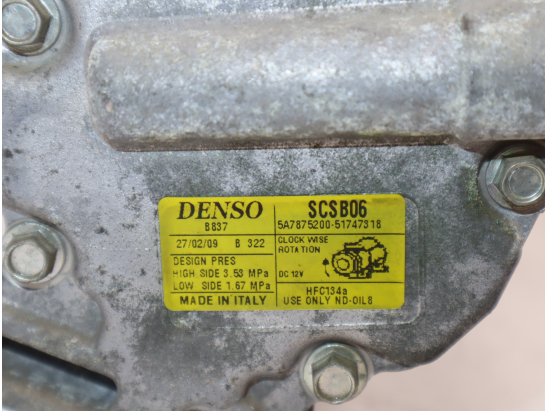 DENSO
B837
SCSB06
5A7875200-51747318
27/02/09 B 322
CLOCK WISE
ROTATION
DESIGN PRES
HIGH SIDE 3.53 MPa
LOW SIDE 1.67 MPa
DC 12V
MADE IN ITALY
HFC134a
USE ONLY ND-OIL8